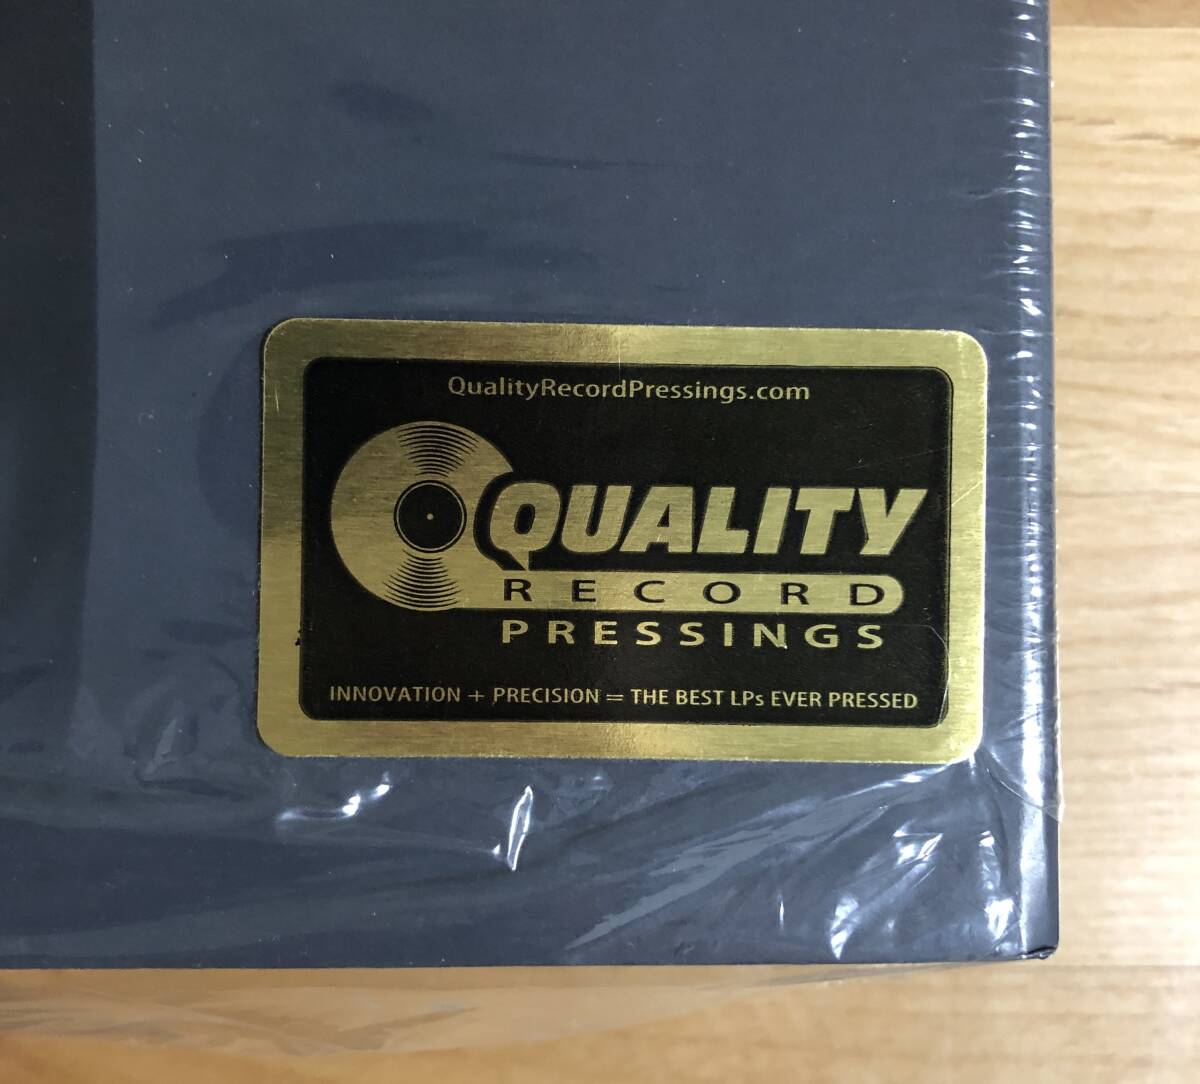 QualityRecordPressings.com
QUALITY
RECORD
PRESSINGS
INNOVATION + PRECISION = THE BEST LPs EVER PRESSED